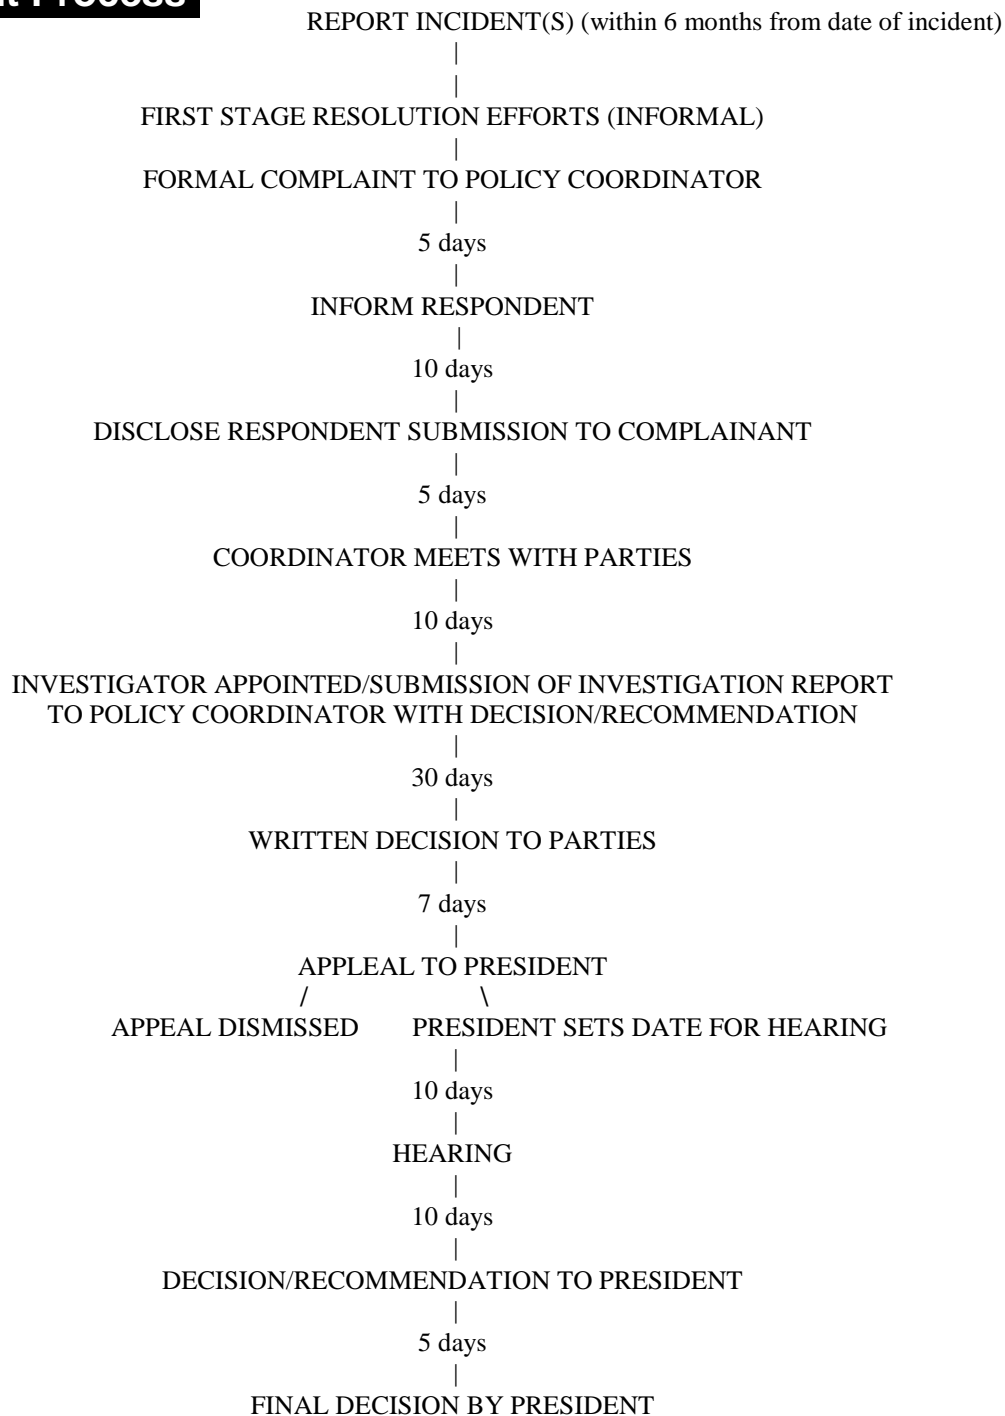 Process
REPORT INCIDENT(S) (within 6 months from date of incident)
|
|
FIRST STAGE RESOLUTION EFFORTS (INFORMAL)
|
FORMAL COMPLAINT TO POLICY COORDINATOR
|
5 days
|
INFORM RESPONDENT
|
10 days
|
DISCLOSE RESPONDENT SUBMISSION TO COMPLAINANT
|
5 days
|
COORDINATOR MEETS WITH PARTIES
|
10 days
|
INVESTIGATOR APPOINTED/SUBMISSION OF INVESTIGATION REPORT
TO POLICY COORDINATOR WITH DECISION/RECOMMENDATION
|
30 days
|
WRITTEN DECISION TO PARTIES
|
7 days
|
APPLEAL TO PRESIDENT
/ \
APPEAL DISMISSED PRESIDENT SETS DATE FOR HEARING
|
10 days
|
HEARING
|
10 days
|
DECISION/RECOMMENDATION TO PRESIDENT
|
5 days
|
FINAL DECISION BY PRESIDENT